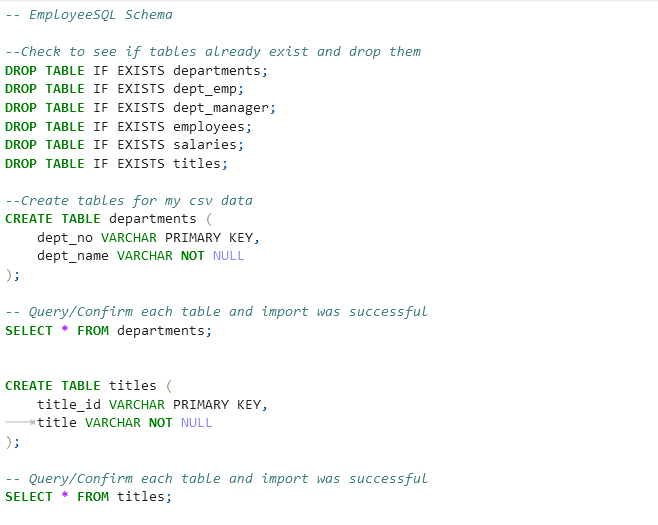 -- EmployeeSQL Schema
--Check to see if tables already exist and drop them
DROP TABLE IF EXISTS departments;
DROP TABLE IF EXISTS dept_emp;
DROP TABLE IF EXISTS dept_manager;
DROP TABLE IF EXISTS employees;
DROP TABLE IF EXISTS salaries;
DROP TABLE IF EXISTS titles;
--Create tables for my csv data
CREATE TABLE departments (
    dept_no VARCHAR PRIMARY KEY,
    dept_name VARCHAR NOT NULL
);
-- Query/Confirm each table and import was successful
SELECT * FROM departments;
CREATE TABLE titles (
    title_id VARCHAR PRIMARY KEY,
    title VARCHAR NOT NULL
);
-- Query/Confirm each table and import was successful
SELECT * FROM titles;